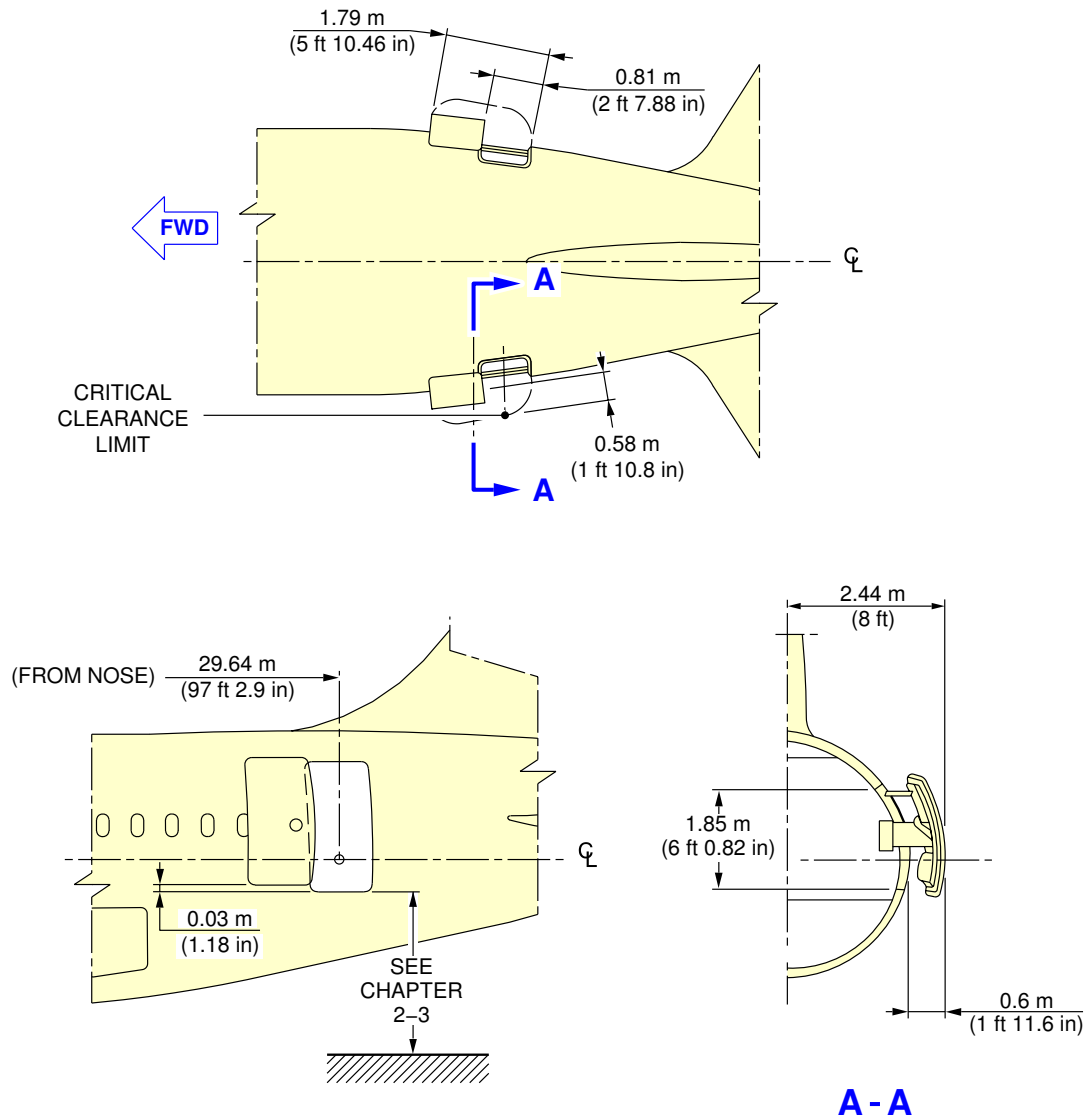 1.79 m
(5 ft 10.46 in)
0.81 m
(2 ft 7.88 in)
FWD
℄
A
CRITICAL
CLEARANCE
LIMIT
0.58 m
(1 ft 10.8 in)
A
2.44 m
(8 ft)
(FROM NOSE)
29.64 m
(97 ft 2.9 in)
℄
1.85 m
(6 ft 0.82 in)
0.03 m
(1.18 in)
SEE
CHAPTER
2–3
0.6 m
(1 ft 11.6 in)
A - A